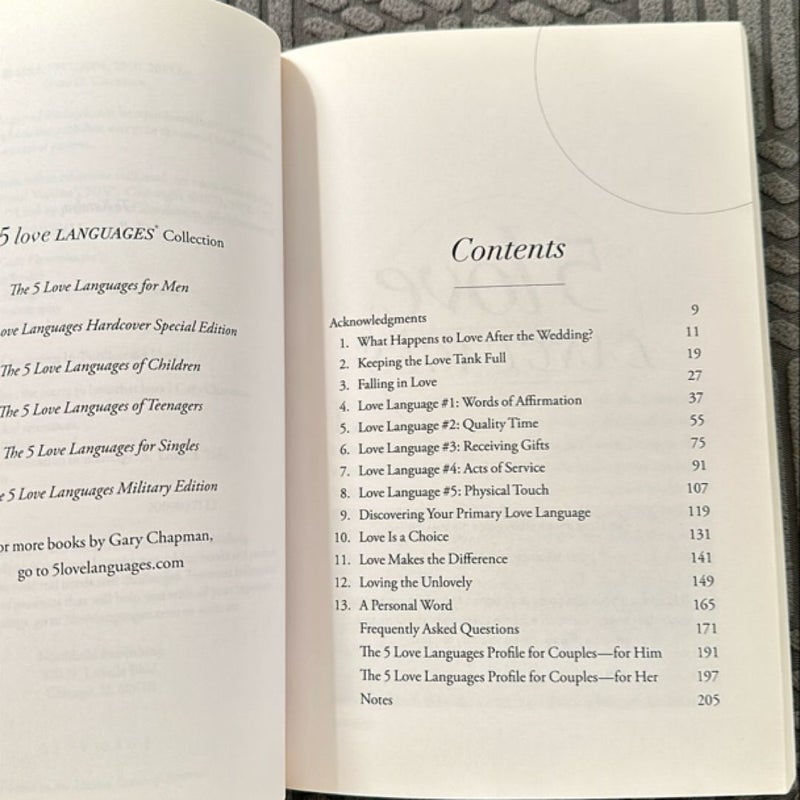 5 love LANGUAGES® Collection
The 5 Love Languages for Men
Love Languages Hardcover Special Edition
The 5 Love Languages of Children
The 5 Love Languages of Teenagers
The 5 Love Languages for Singles
5 Love Languages Military Edition
or more books by Gary Chapman,
go to 5lovelanguages.com
Contents
Acknowledgments 9
1. What Happens to Love After the Wedding? 11
2. Keeping the Love Tank Full 19
3. Falling in Love 27
4. Love Language #1: Words of Affirmation 37
5. Love Language #2: Quality Time 55
6. Love Language #3: Receiving Gifts 75
7. Love Language #4: Acts of Service 91
8. Love Language #5: Physical Touch 107
9. Discovering Your Primary Love Language 119
10. Love Is a Choice 131
11. Love Makes the Difference 141
12. Loving the Unlovely 149
13. A Personal Word 165
Frequently Asked Questions 171
The 5 Love Languages Profile for Couples—for Him 191
The 5 Love Languages Profile for Couples—for Her 197
Notes 205